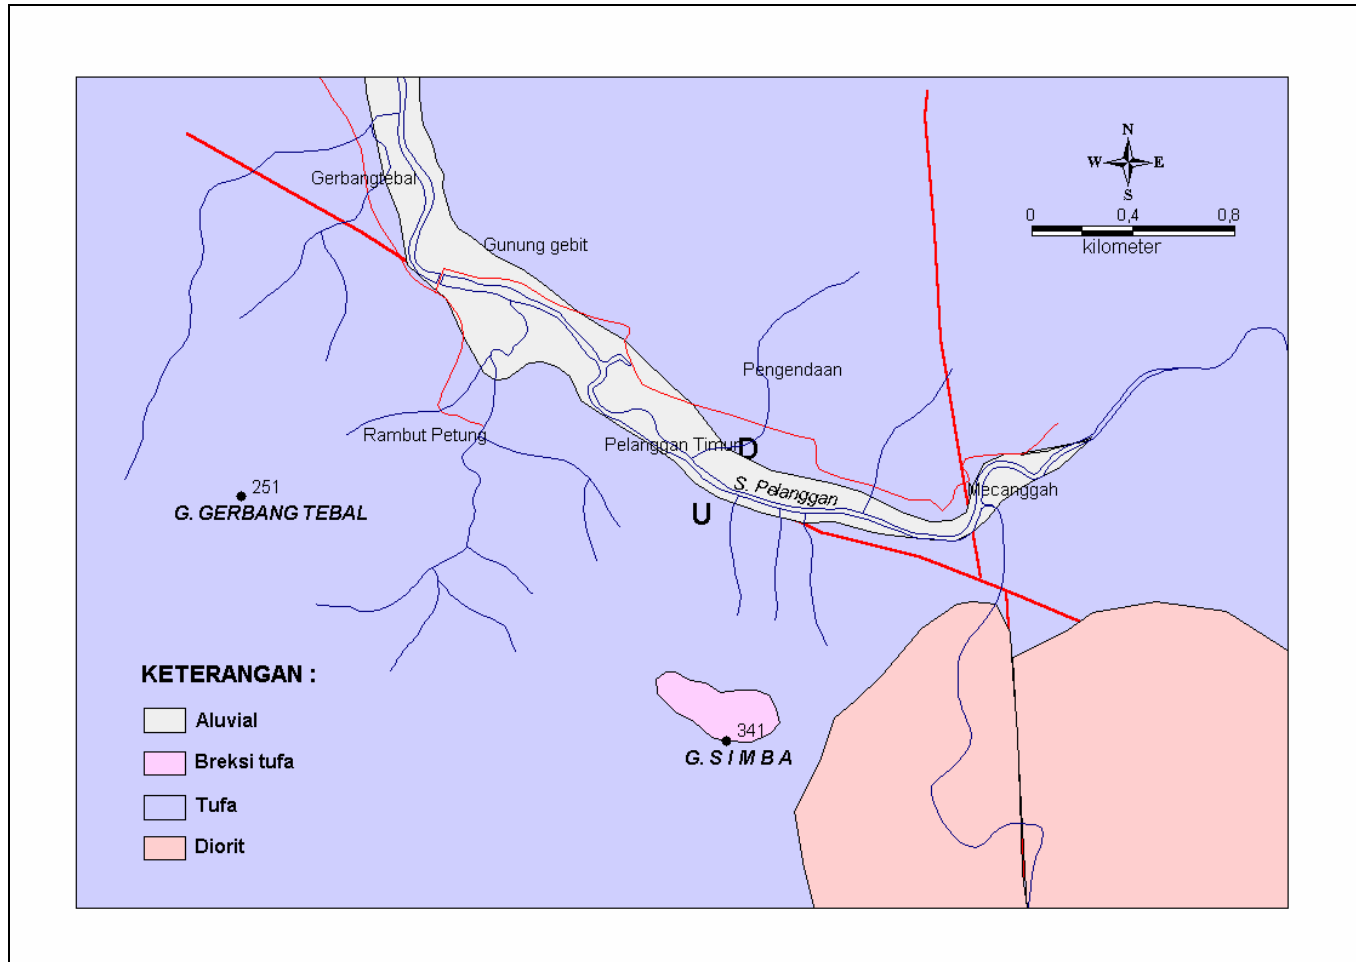 N
W E
S
0 0,4 0,8
kilometer
Gerbangtebal
Gunung gebit
Pengendaan
Rambut Petung
Pelanggan Timur
D
S. Pelanggan
Mecanggah
U
251
G. GERBANG TEBAL
341
G. S I M B A
KETERANGAN :
Aluvial
Breksi tufa
Tufa
Diorit